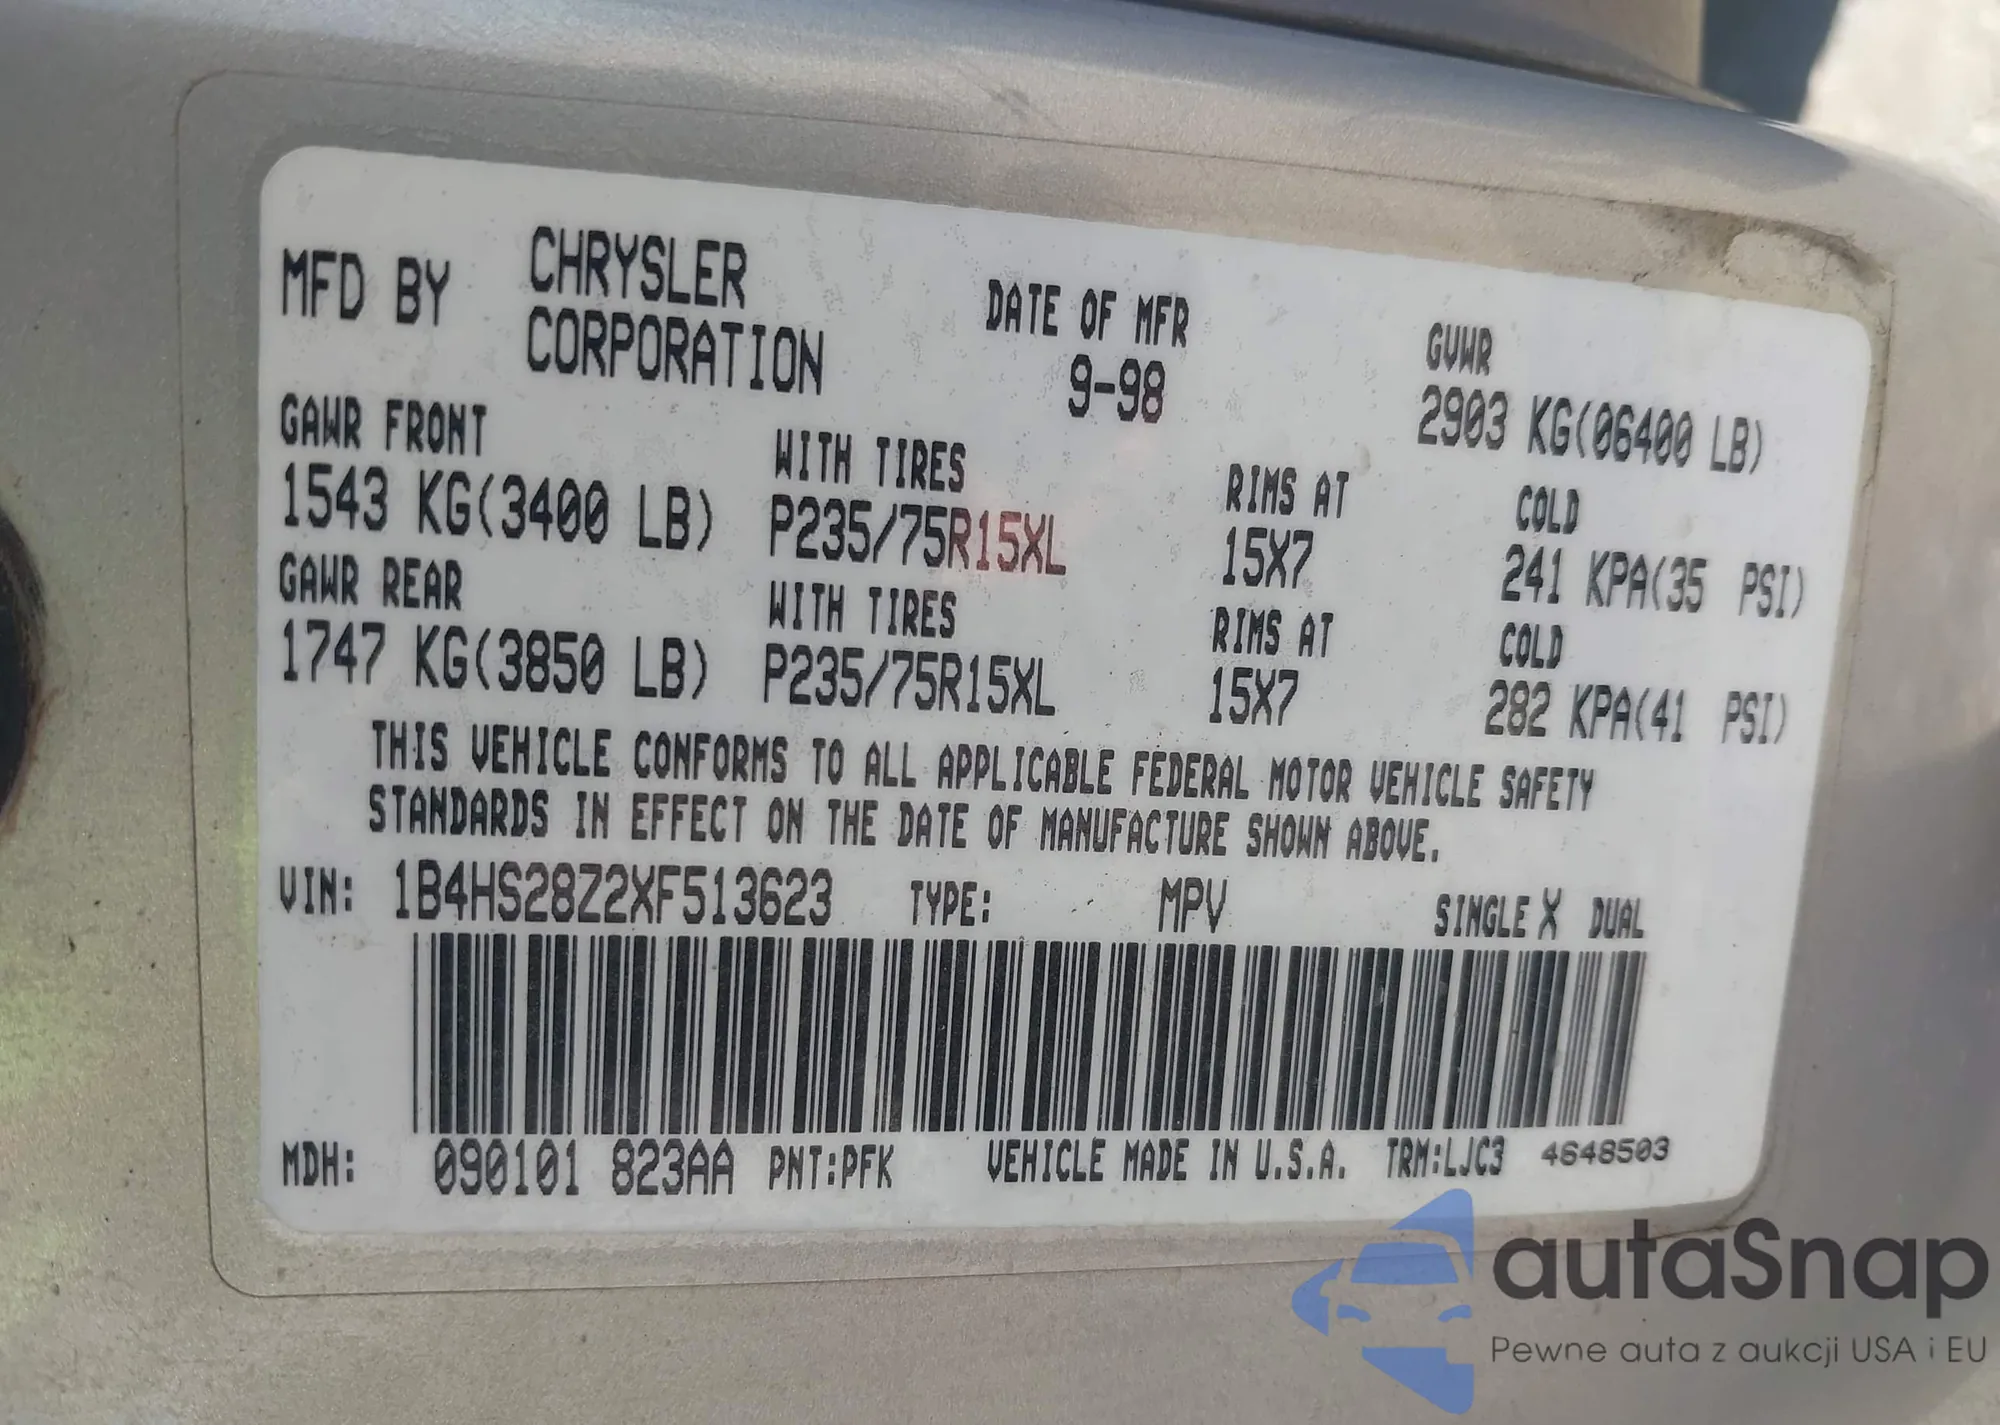 MFD BY CHRYSLER CORPORATION DATE OF MFR 9-98 GVWR 2903 KG(06400 LB)
GAWR FRONT WITH TIRES RIMS AT COLD
1543 KG(3400 LB) P235/75R15XL 15X7 241 KPA(35 PSI)
GAWR REAR WITH TIRES RIMS AT COLD
1747 KG(3850 LB) P235/75R15XL 15X7 282 KPA(41 PSI)
THIS VEHICLE CONFORMS TO ALL APPLICABLE FEDERAL MOTOR VEHICLE SAFETY
STANDARDS IN EFFECT ON THE DATE OF MANUFACTURE SHOWN ABOVE.
VIN: 1B4HS28Z2XF513623 TYPE: MPV SINGLE X DUAL
MDH: 090101 823AA PNT:PFK VEHICLE MADE IN U.S.A. TRM:LJC3 4648503
autaSnap
Pewne auta z aukcji USA i EU